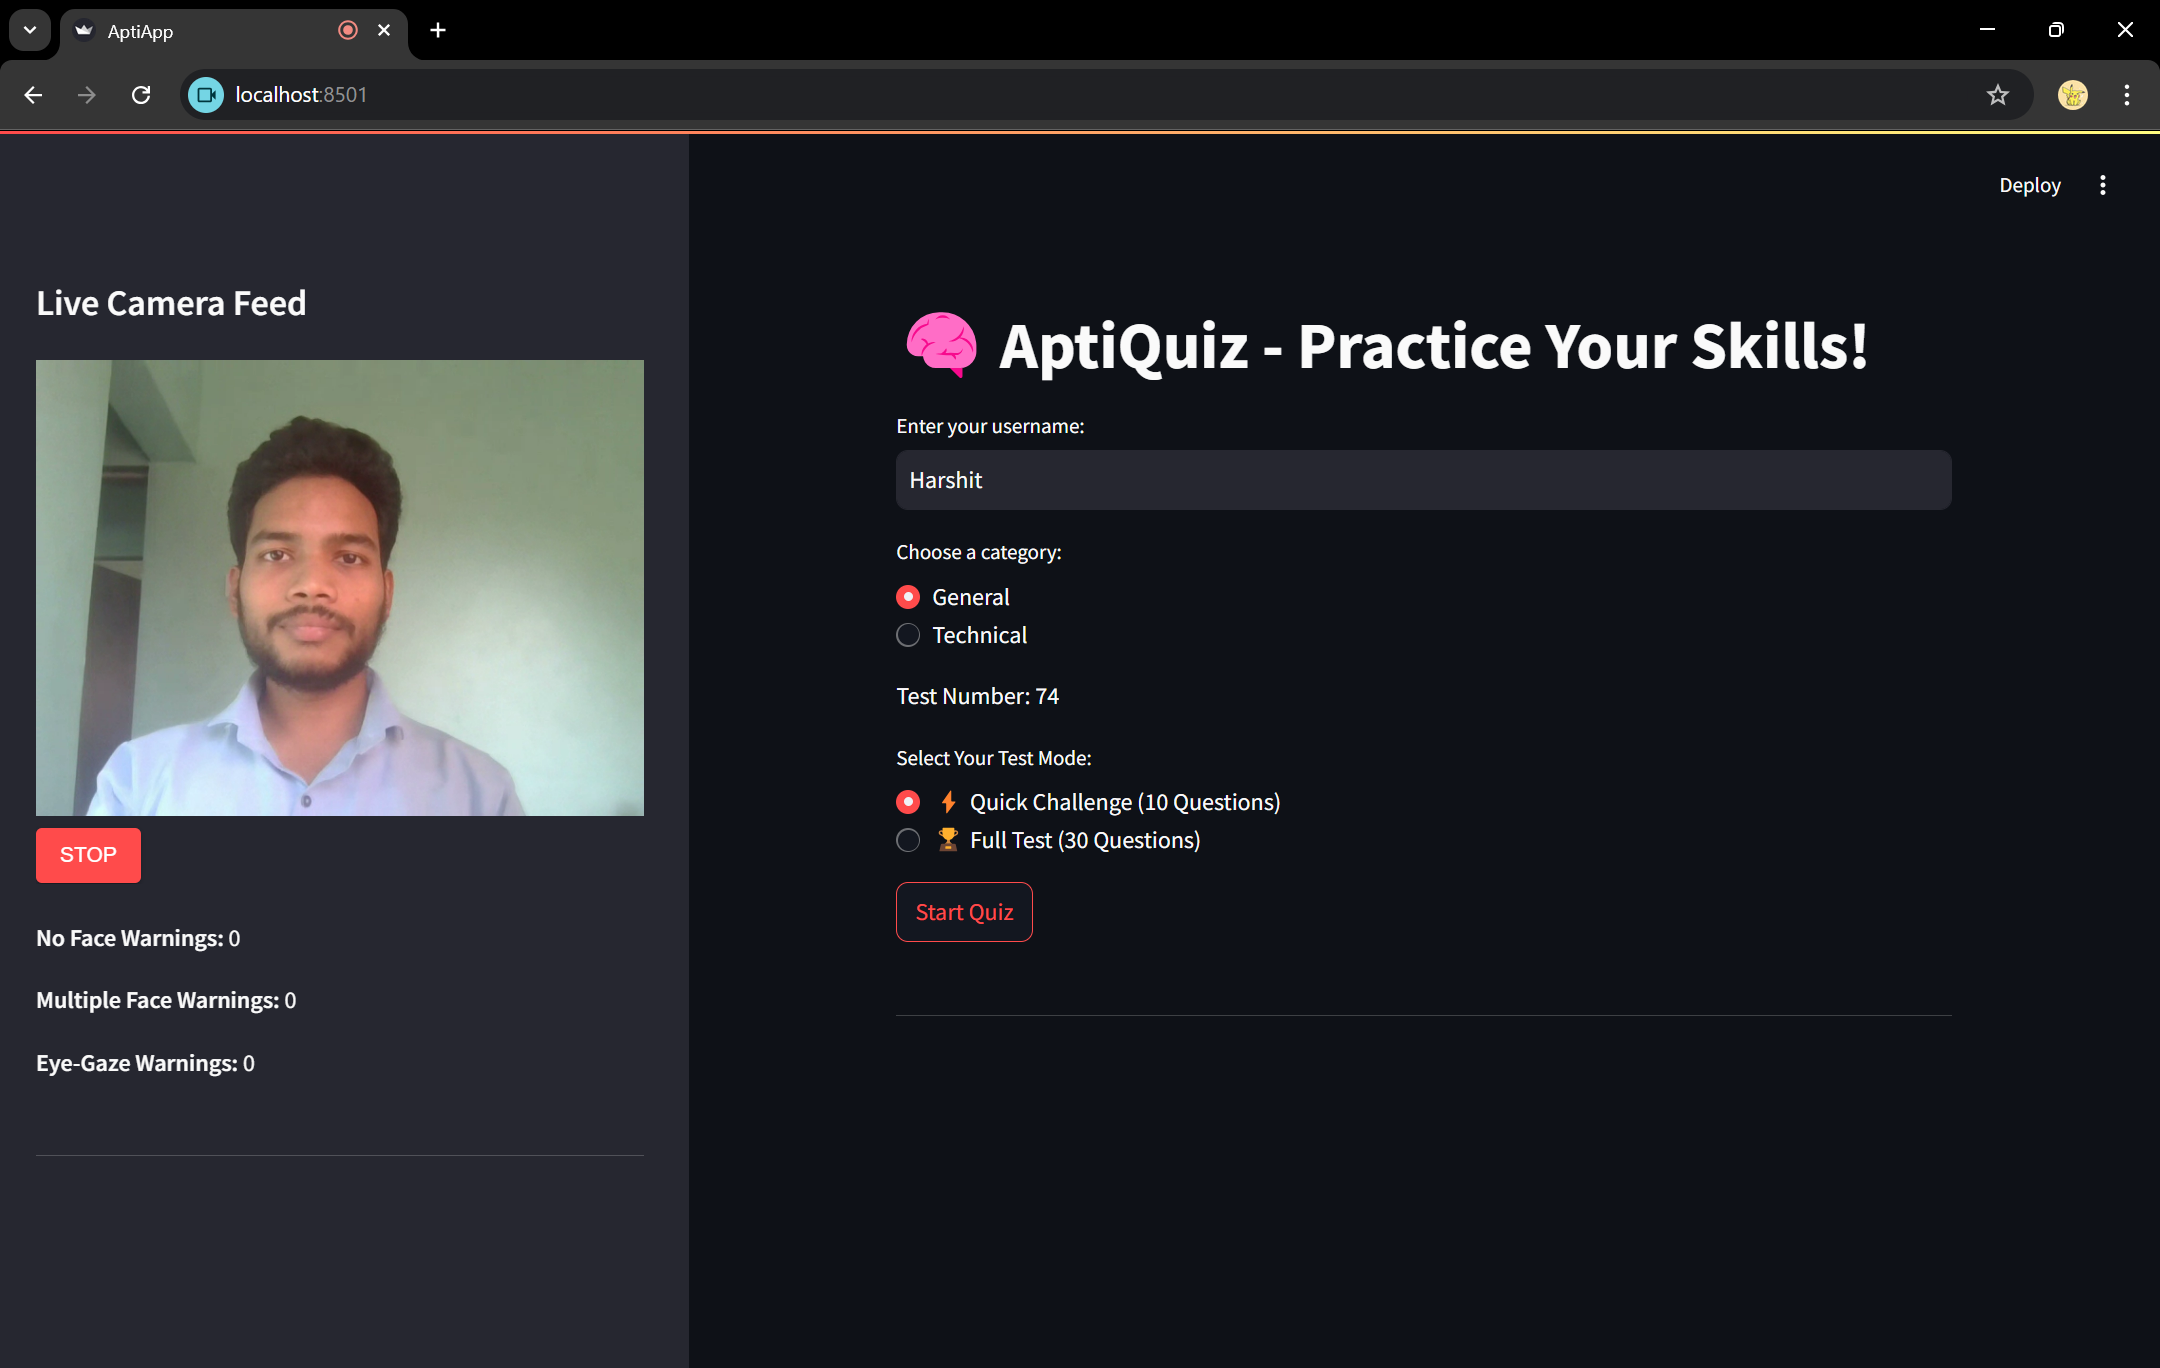 AptiApp
localhost:8501
Deploy
Live Camera Feed
STOP
No Face Warnings: 0
Multiple Face Warnings: 0
Eye-Gaze Warnings: 0
🧠 AptiQuiz - Practice Your Skills!
Enter your username:
Harshit
Choose a category:
General
Technical
Test Number: 74
Select Your Test Mode:
⚡ Quick Challenge (10 Questions)
🏆 Full Test (30 Questions)
Start Quiz